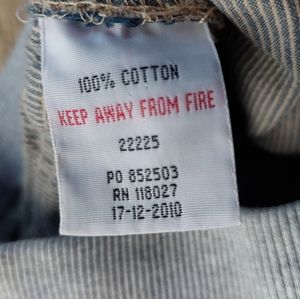 100% COTTON
KEEP AWAY FROM FIRE
22225
PO 852503
RN 118027
17-12-2010